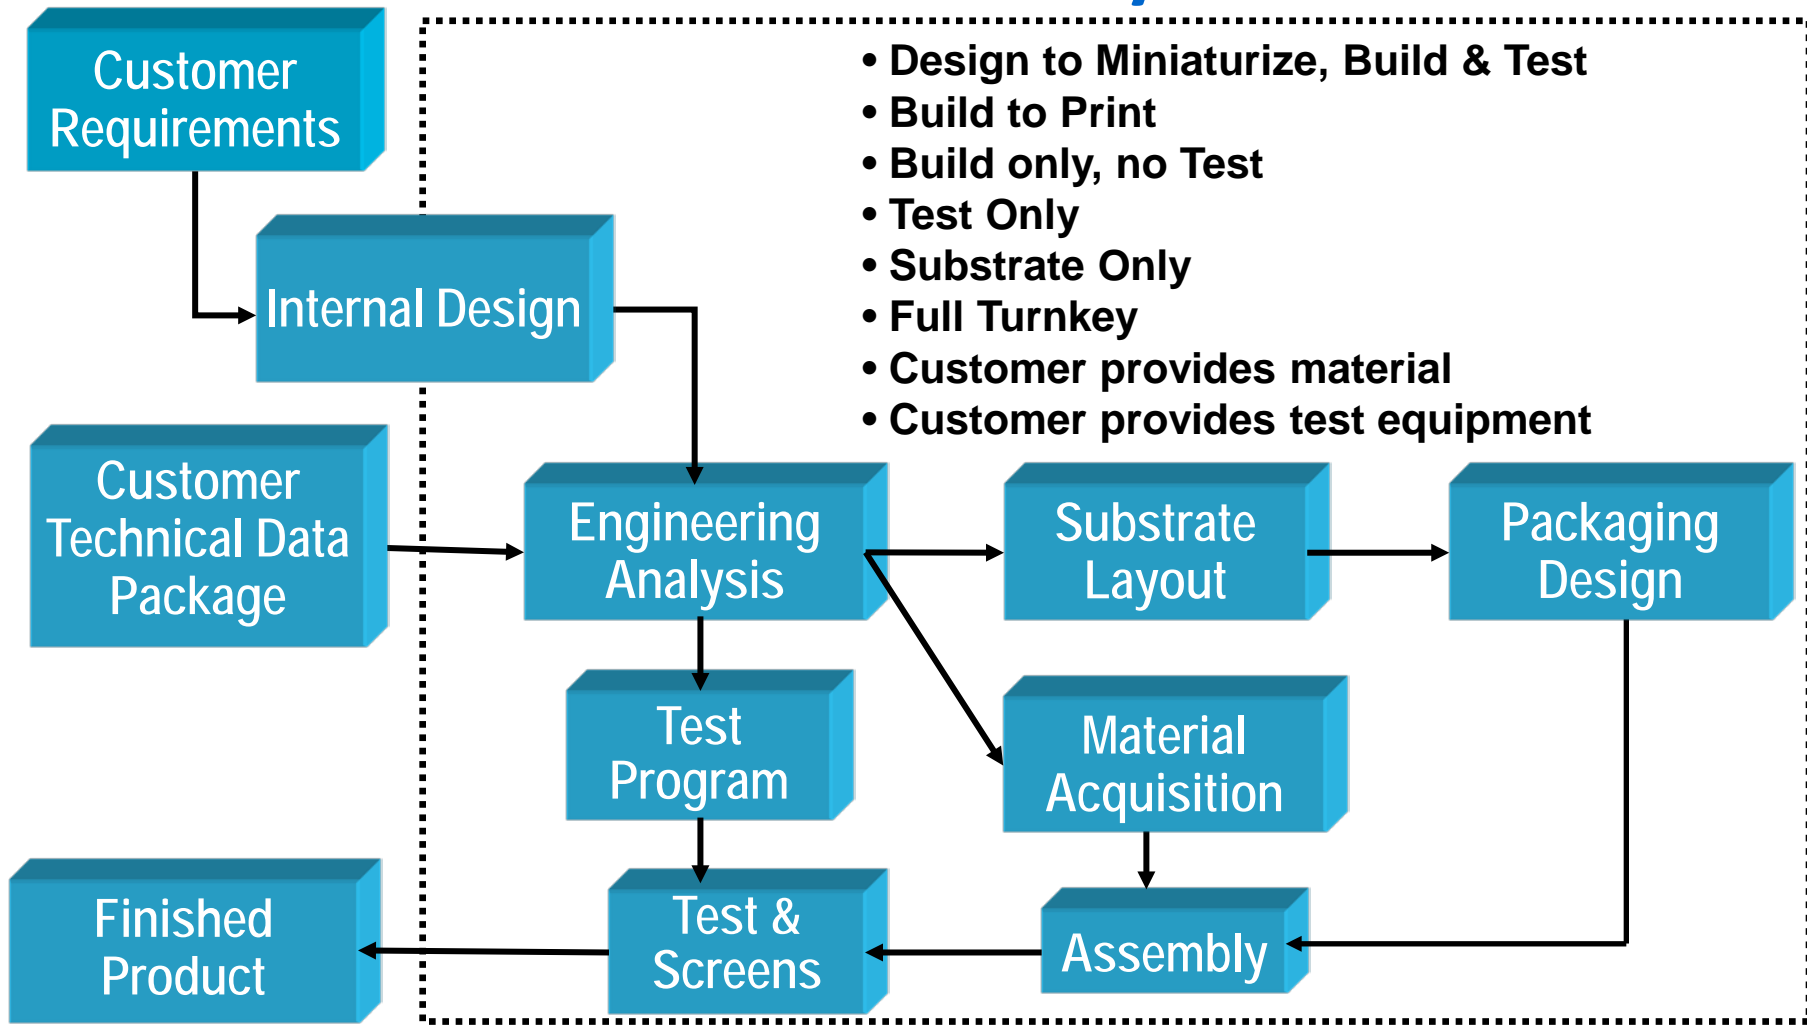 Customer
Requirements
• Design to Miniaturize, Build & Test
• Build to Print
• Build only, no Test
• Test Only
• Substrate Only
• Full Turnkey
• Customer provides material
• Customer provides test equipment
Internal Design
Customer
Technical Data
Package
Engineering
Analysis
Substrate
Layout
Packaging
Design
Test
Program
Material
Acquisition
Finished
Product
Test &
Screens
Assembly